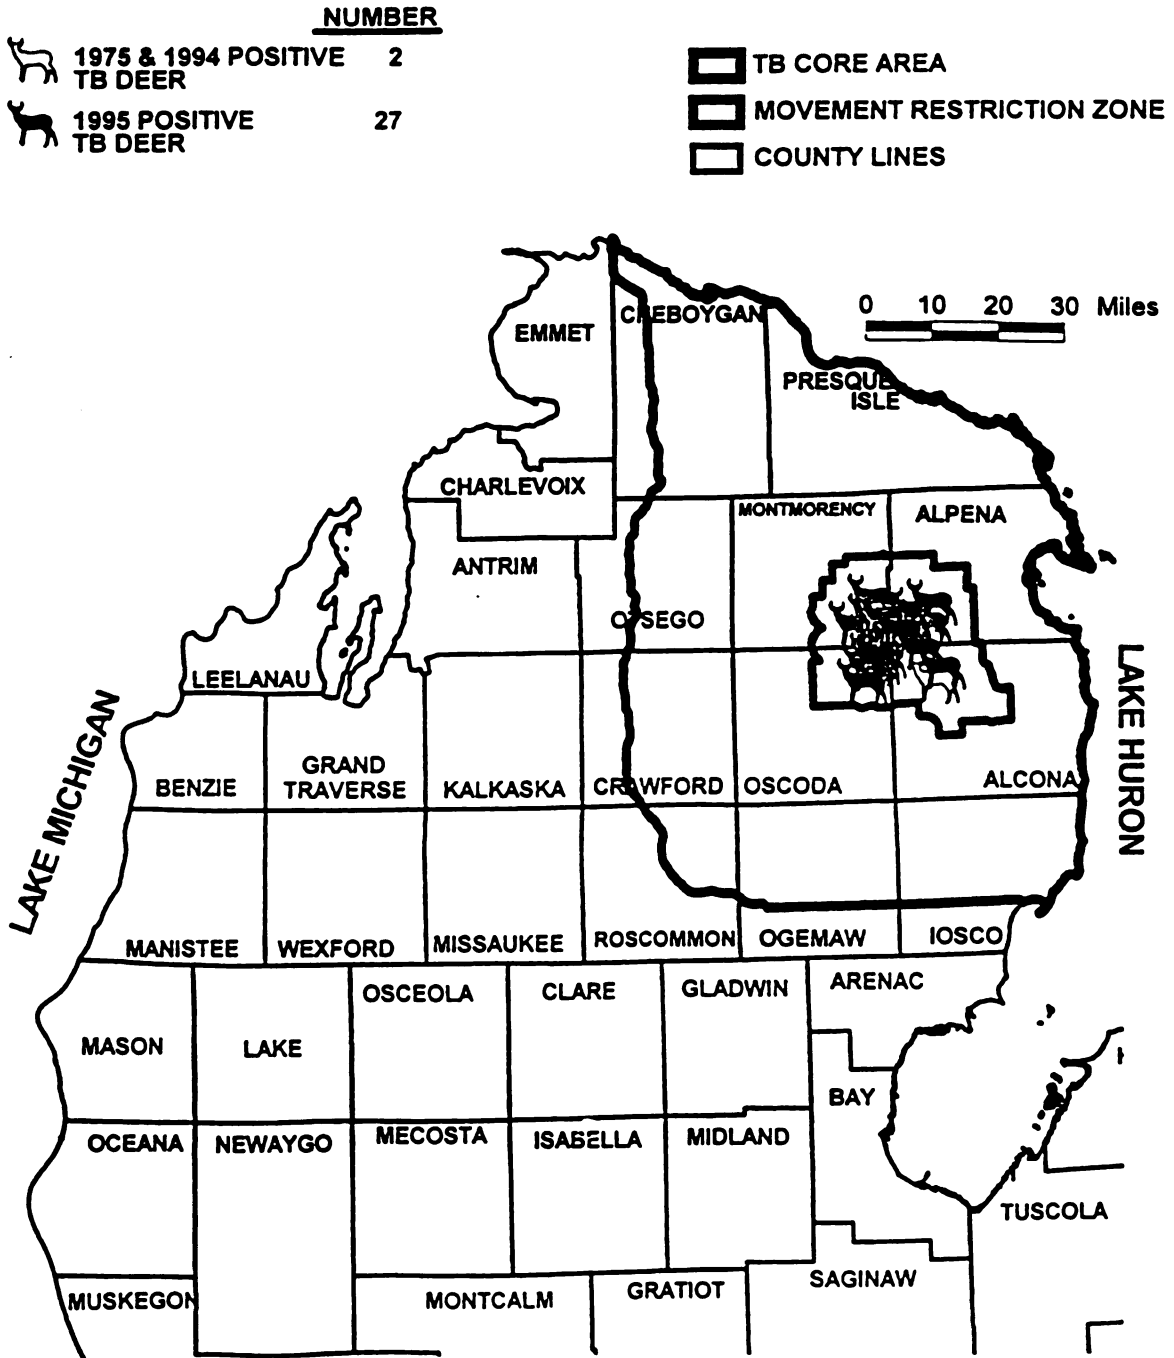 NUMBER
1975 & 1994 POSITIVE 2
TB DEER
1995 POSITIVE 27
TB DEER
TB CORE AREA
MOVEMENT RESTRICTION ZONE
COUNTY LINES
0 10 20 30 Miles
CHEBOYGAN
EMMET
PRESQUE
ISLE
CHARLEVOIX
MONTMORENCY
ALPENA
ANTRIM
OTSEGO
LEELANAU
LAKE MICHIGAN
LAKE HURON
BENZIE
GRAND
TRAVERSE
KALKASKA
CRAWFORD
OSCODA
ALCONA
MANISTEE
WEXFORD
MISSAUKEE
ROSCOMMON
OGEMAW
IOSCO
OSCEOLA
CLARE
GLADWIN
ARENAC
MASON
LAKE
BAY
OCEANA
NEWAYGO
MECOSTA
ISABELLA
MIDLAND
TUSCOLA
MUSKEGON
MONTCALM
GRATIOT
SAGINAW